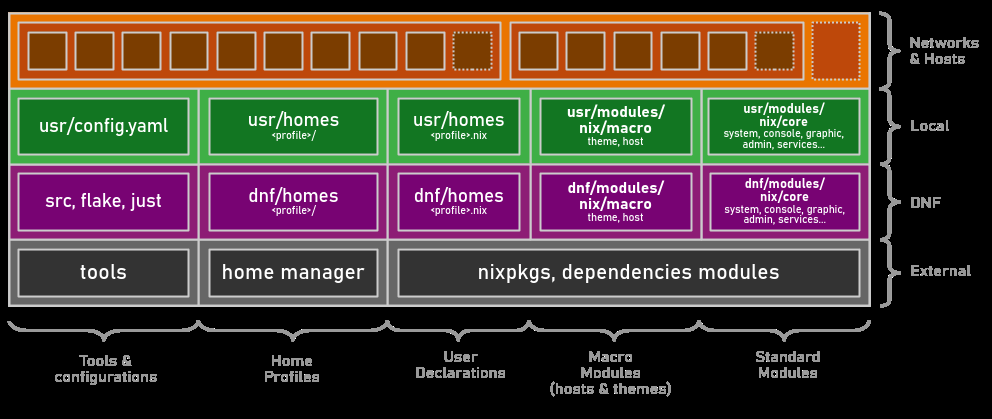 Networks
& Hosts
usr/config.yaml
usr/homes
<profile>/
usr/homes
<profile>.nix
usr/modules/
nix/macro
theme, host
usr/modules/
nix/core
system, console, graphic,
admin, services...
Local
src, flake, just
dnf/homes
<profile>/
dnf/homes
<profile>.nix
dnf/modules/
nix/macro
theme, host
dnf/modules/
nix/core
system, console, graphic,
admin, services...
DNF
tools
home manager
nixpkgs, dependencies modules
External
Tools &
configurations
Home
Profiles
User
Declarations
Macro
Modules
(hosts & themes)
Standard
Modules